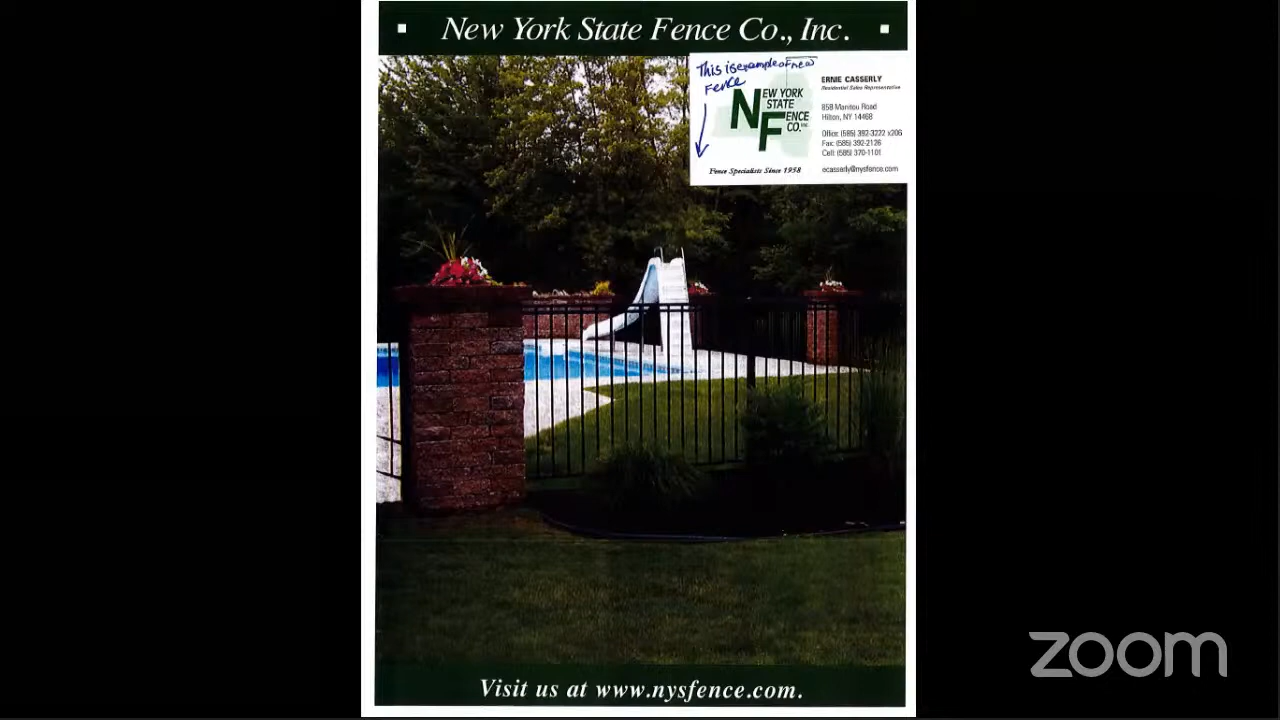 New York State Fence Co., Inc.
This is example of new
Fence
NEW YORK
STATE
FENCE
CO. INC.
Fence Specialists Since 1958
ERNIE CASSERLY
Residential Sales Representative
858 Manitou Road
Hilton, NY 14468
Office: (585) 392-3222 x206
Fax: (585) 392-2126
Cell: (585) 370-1101
ecasserly@nysfence.com
Visit us at www.nysfence.com.
zoom